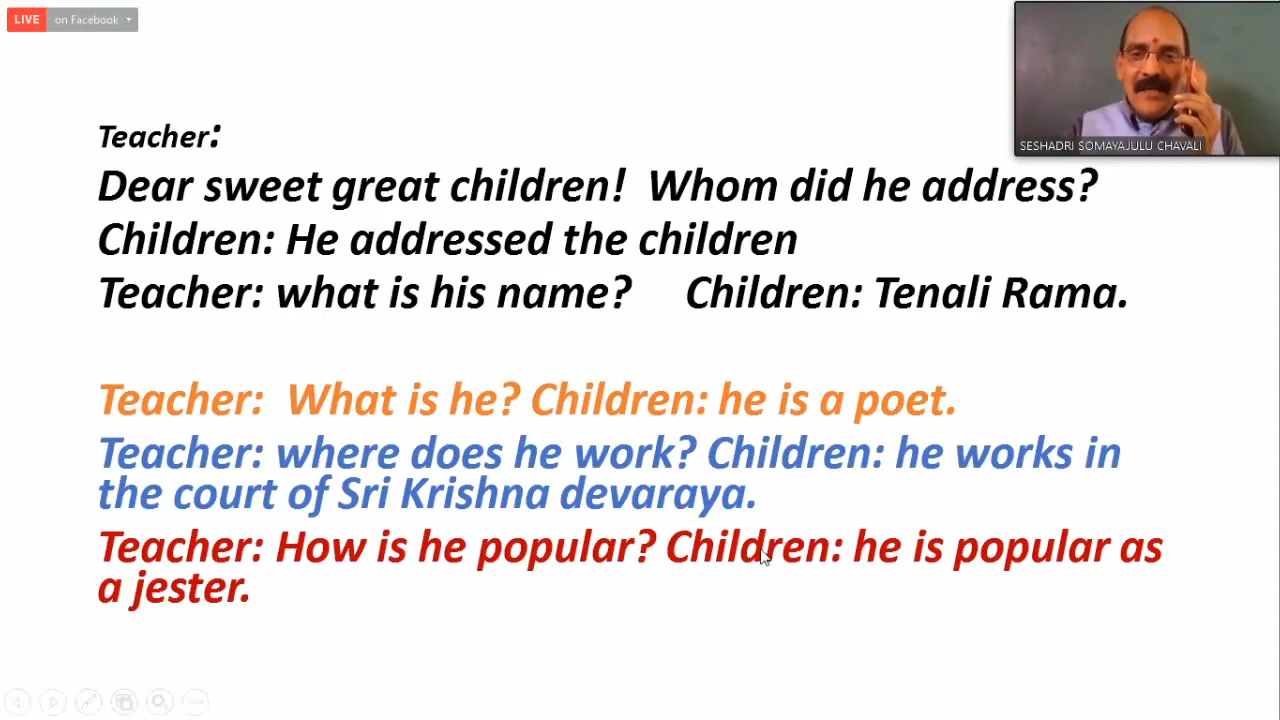 LIVE on Facebook
SESHADRI SOMAYAJULU CHAVALI
Teacher:
Dear sweet great children! Whom did he address?
Children: He addressed the children
Teacher: what is his name? Children: Tenali Rama.
Teacher: What is he? Children: he is a poet.
Teacher: where does he work? Children: he works in
the court of Sri Krishna devaraya.
Teacher: How is he popular? Children: he is popular as
a jester.